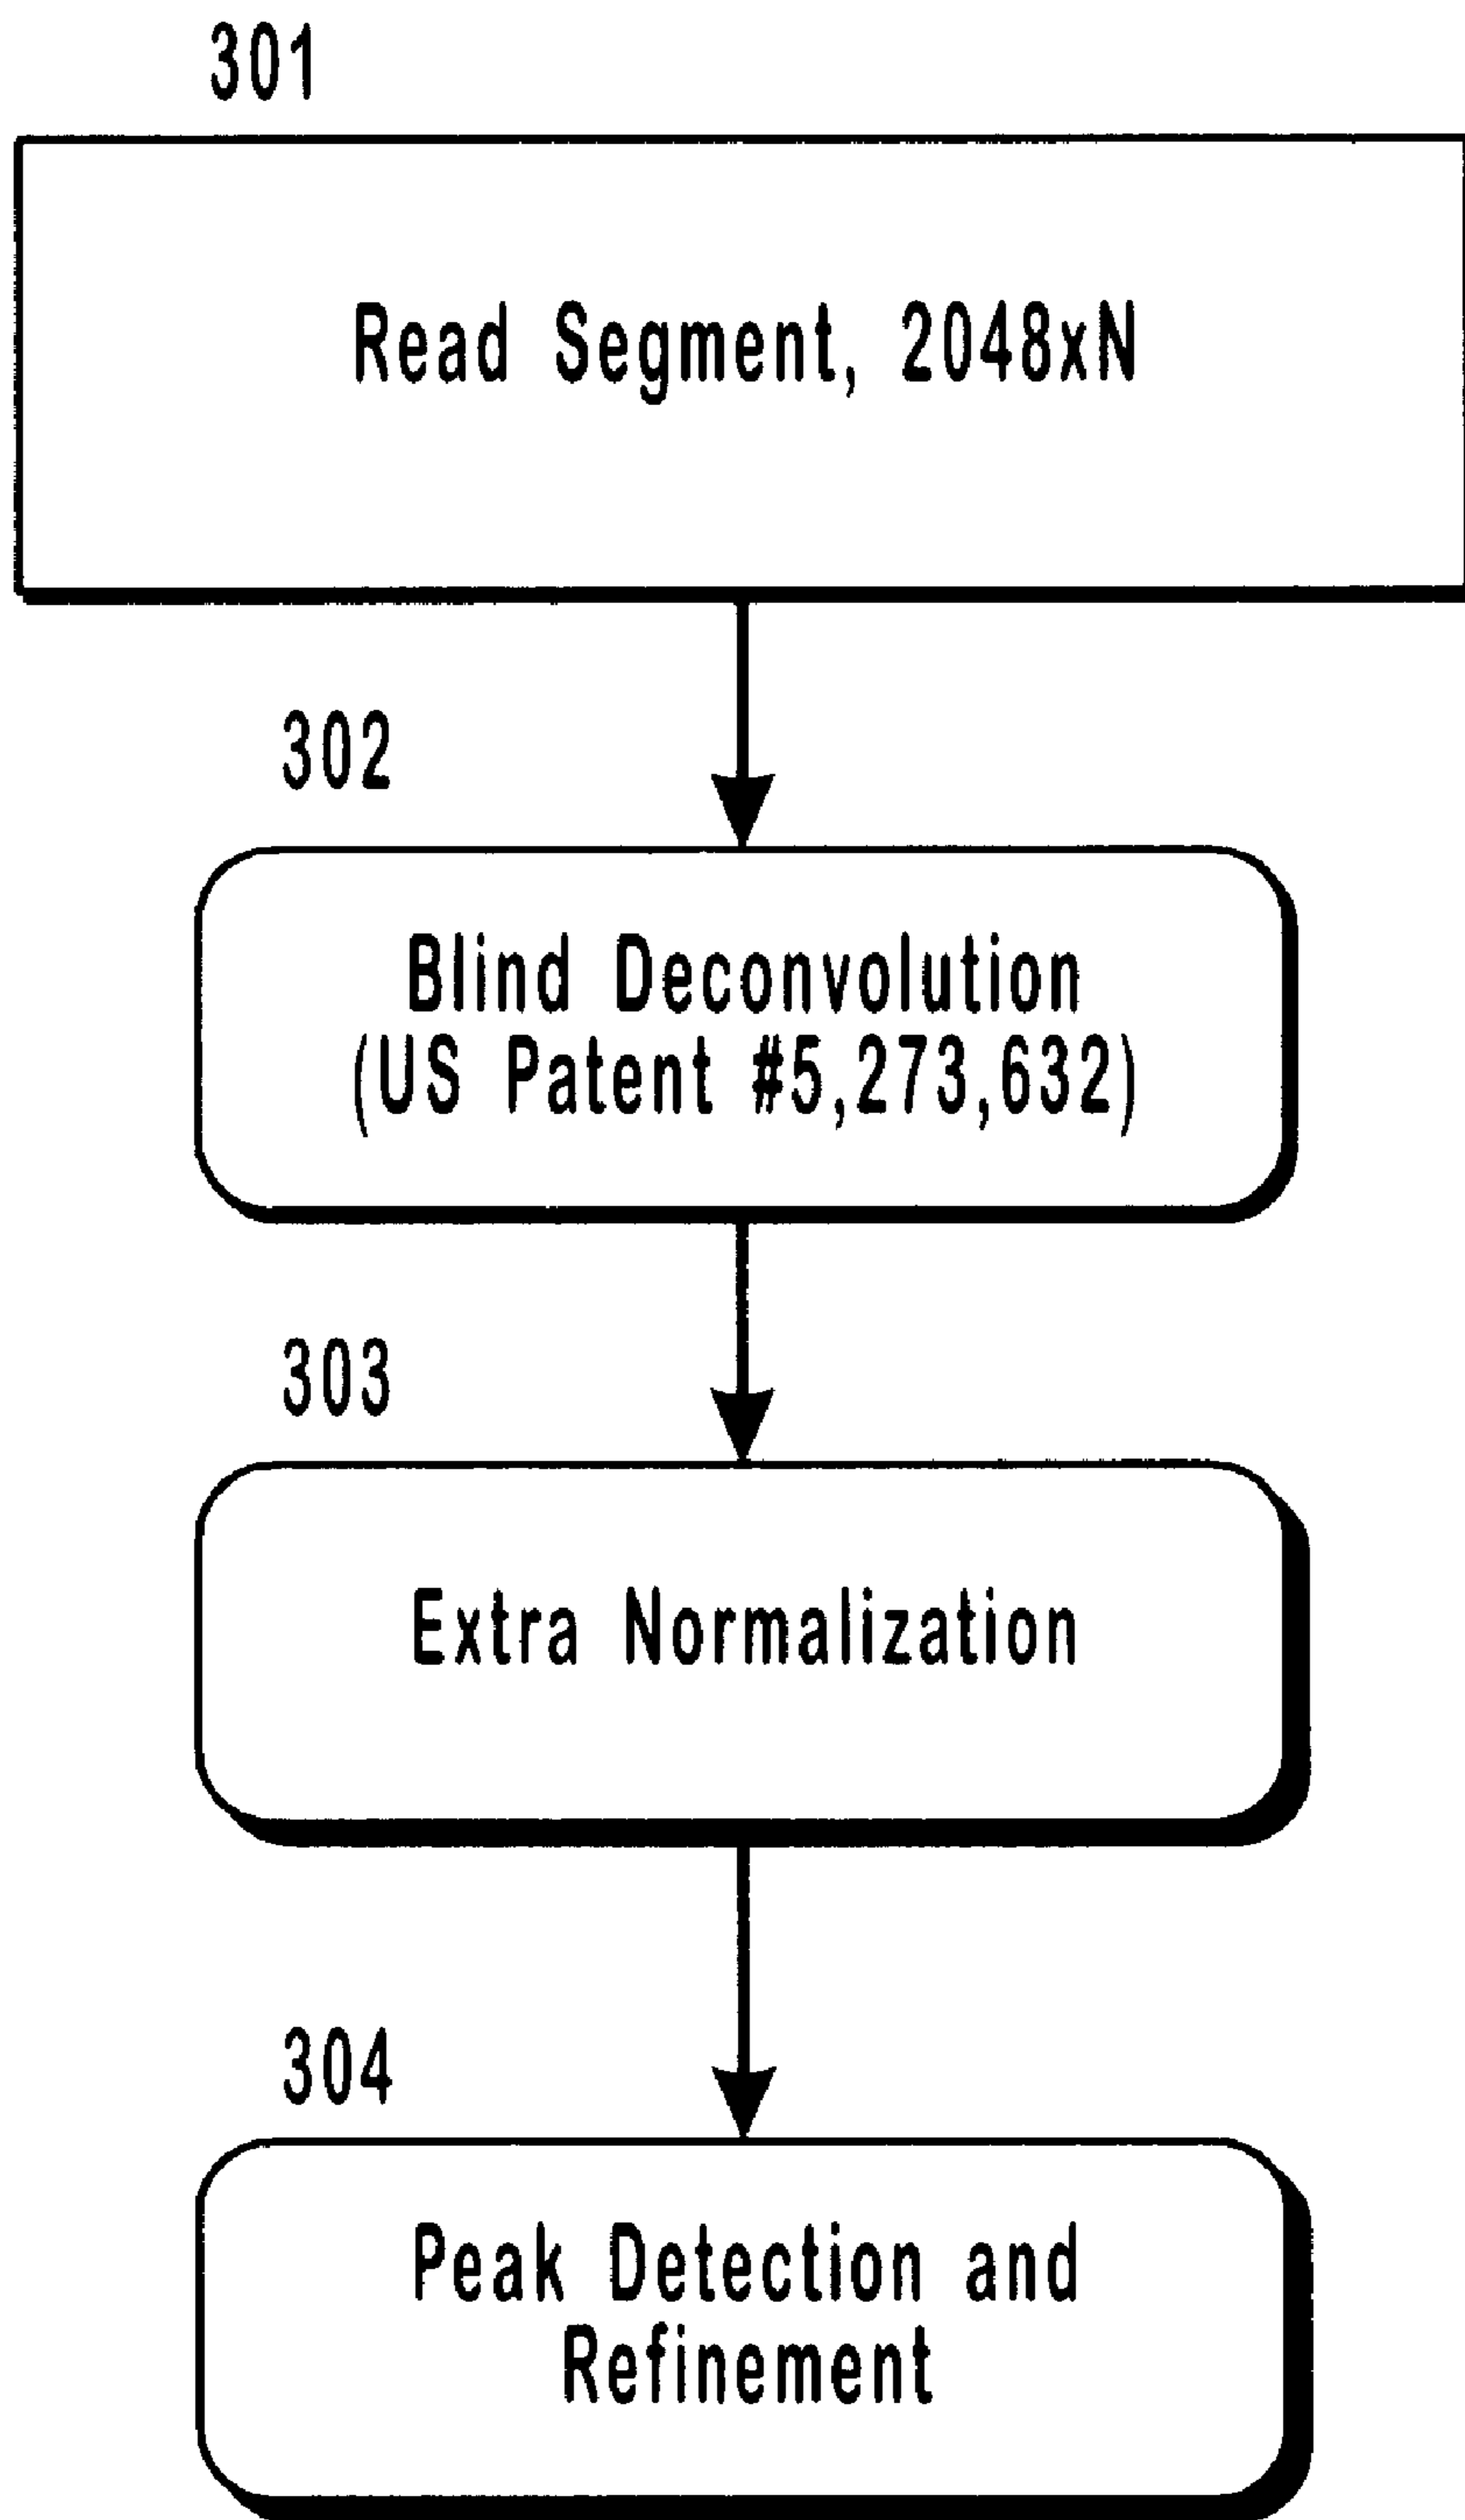 301
Read Segment, 2048xN
302
Blind Deconvolution
(US Patent #5,273,632)
303
Extra Normalization
304
Peak Detection and
Refinement